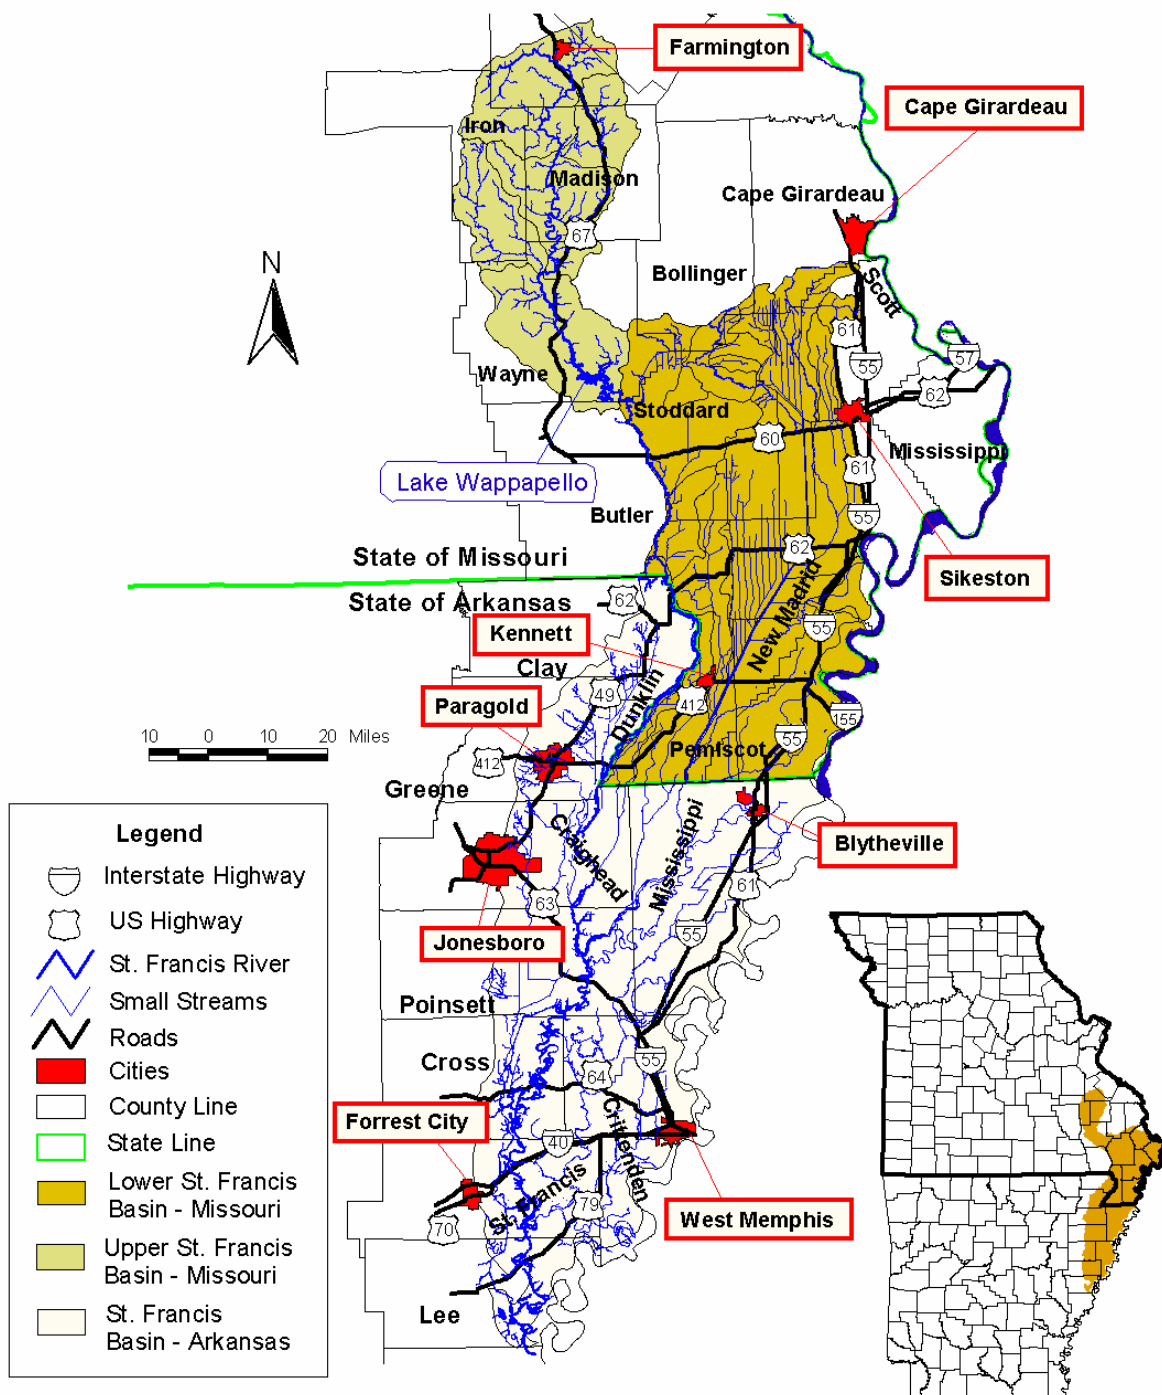 Farmington
Cape Girardeau
Iron
Madison
Cape Girardeau
67
N
Bollinger
Scott
61
55
57
Wayne
62
Stoddard
60
Mississippi
61
Lake Wappapello
Butler
55
62
State of Missouri
Sikeston
State of Arkansas
62
Kennett
New Madrid
55
Clay
Dunklin
49
412
Paragold
155
55
10 0 10 20 Miles
Pemiscot
412
Greene
Legend
Interstate Highway
US Highway
St. Francis River
Small Streams
Roads
Cities
County Line
State Line
Lower St. Francis
Basin - Missouri
Upper St. Francis
Basin - Missouri
St. Francis
Basin - Arkansas
Craighead
Mississippi
Blytheville
61
63
55
Jonesboro
Poinsett
Cross
55
64
Forrest City
Crittenden
40
St. Francis
79
70
West Memphis
Lee